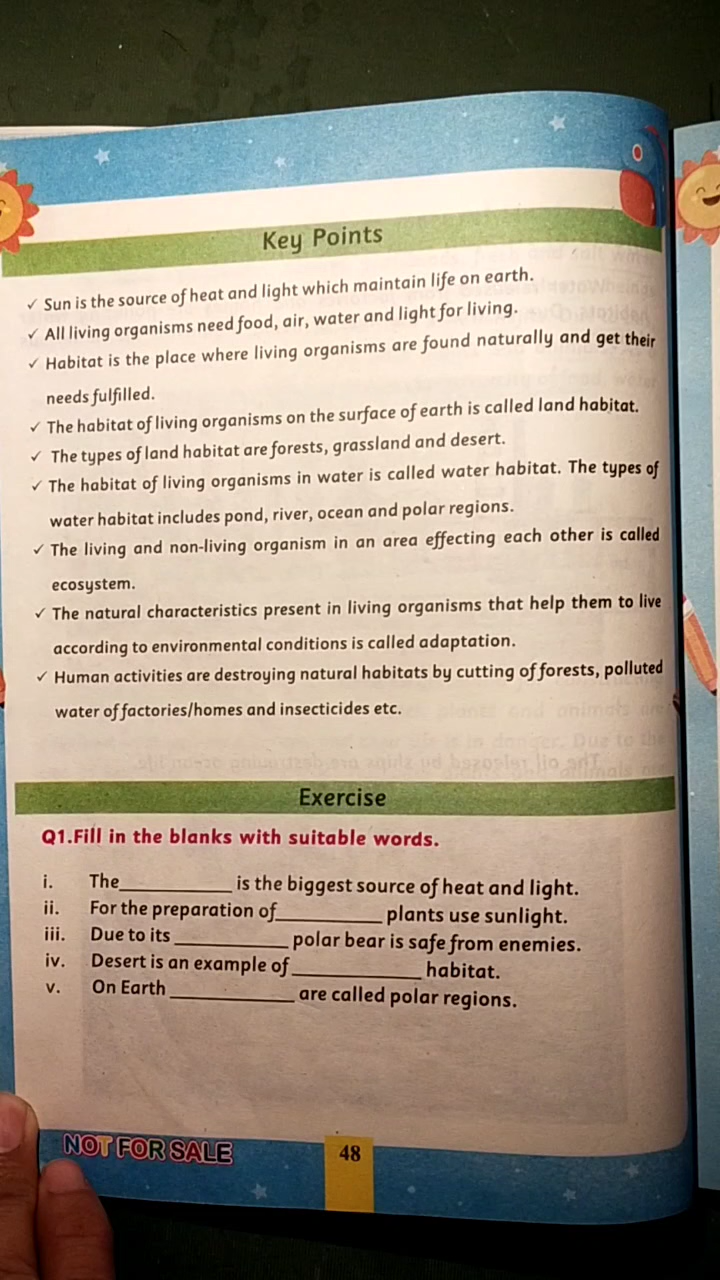 Key Points
✓ Sun is the source of heat and light which maintain life on earth.
✓ All living organisms need food, air, water and light for living.
✓ Habitat is the place where living organisms are found naturally and get their
needs fulfilled.
✓ The habitat of living organisms on the surface of earth is called land habitat.
✓ The types of land habitat are forests, grassland and desert.
✓ The habitat of living organisms in water is called water habitat. The types of
water habitat includes pond, river, ocean and polar regions.
✓ The living and non-living organism in an area effecting each other is called
ecosystem.
✓ The natural characteristics present in living organisms that help them to live
according to environmental conditions is called adaptation.
✓ Human activities are destroying natural habitats by cutting of forests, polluted
water of factories/homes and insecticides etc.
Exercise
Q1.Fill in the blanks with suitable words.
i. The__________ is the biggest source of heat and light.
ii. For the preparation of__________ plants use sunlight.
iii. Due to its __________ polar bear is safe from enemies.
iv. Desert is an example of____________ habitat.
v. On Earth ____________ are called polar regions.
NOT FOR SALE
48